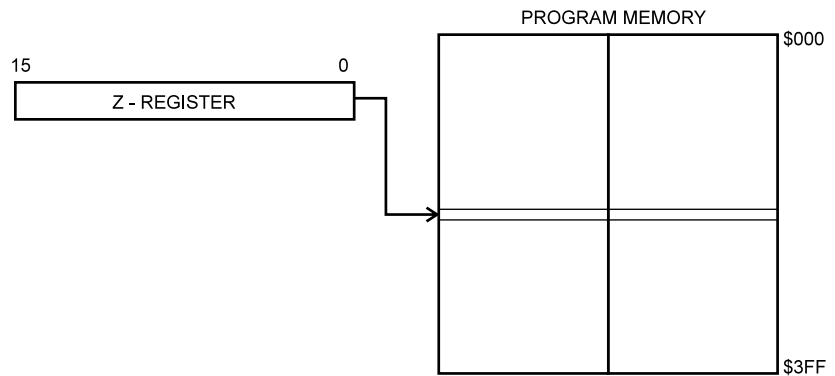 PROGRAM MEMORY
$000
15 0
Z - REGISTER
$3FF